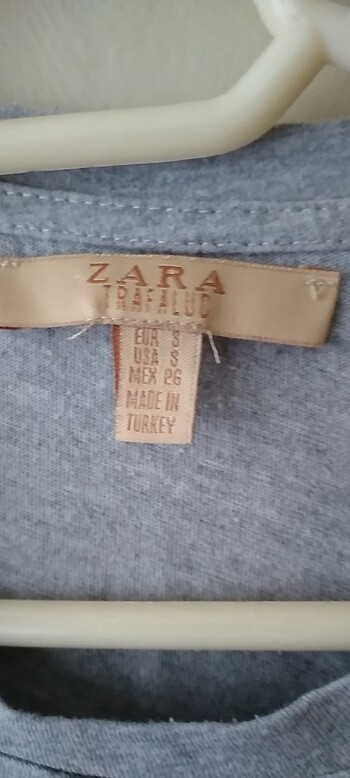 ZARA
TRAFALUC
EUR S
USA S
MEX 26
MADE IN
TURKEY